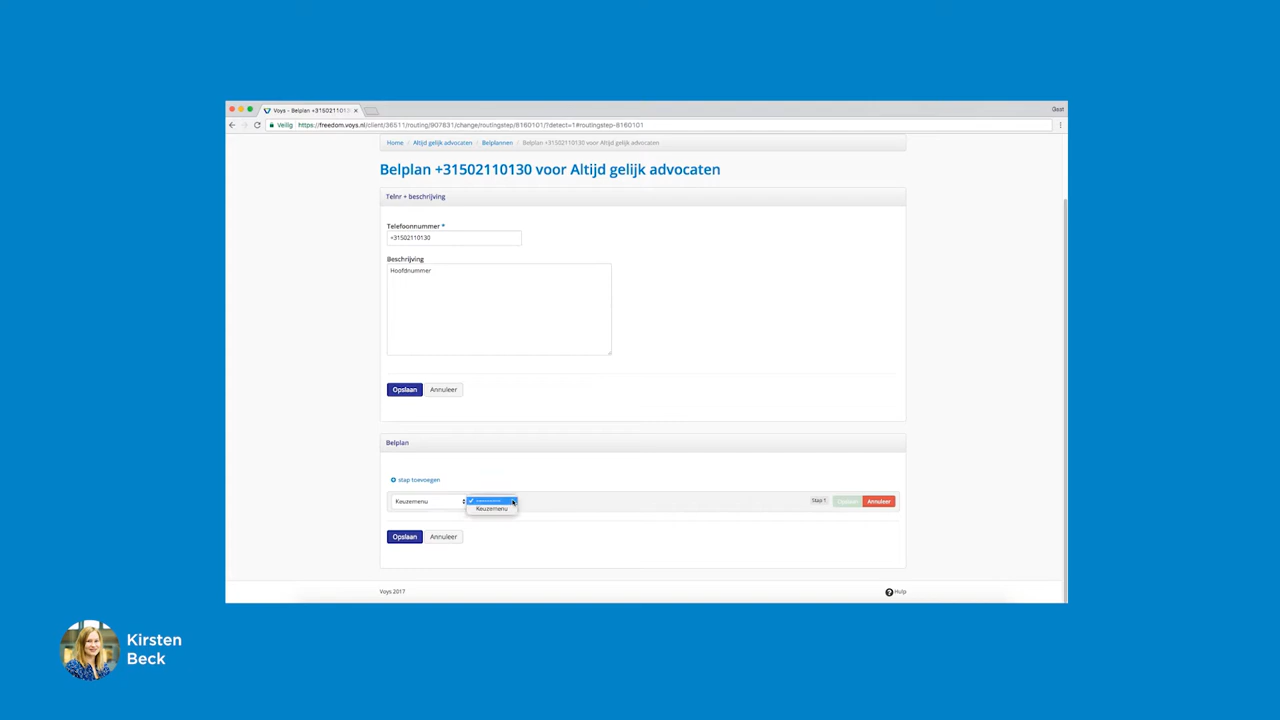 Voys - Belplan +3150211013
Gast
Veilig https://freedom.voys.nl/client/36511/routing/907631/change/routingstep/8160101/?detect=1#routingstep-8160101
Home / Altijd gelijk advocaten / Belplannen / Belplan +31502110130 voor Altijd gelijk advocaten
Belplan +31502110130 voor Altijd gelijk advocaten
Telnr + beschrijving
Telefoonnummer *
+31502110130
Beschrijving
Hoofdnummer
Opslaan Annuleer
Belplan
stap toevoegen
Keuzemenu Stap 1 Annuleer
Keuzemenu
Opslaan Annuleer
Voys 2017 Hulp
Kirsten
Beck